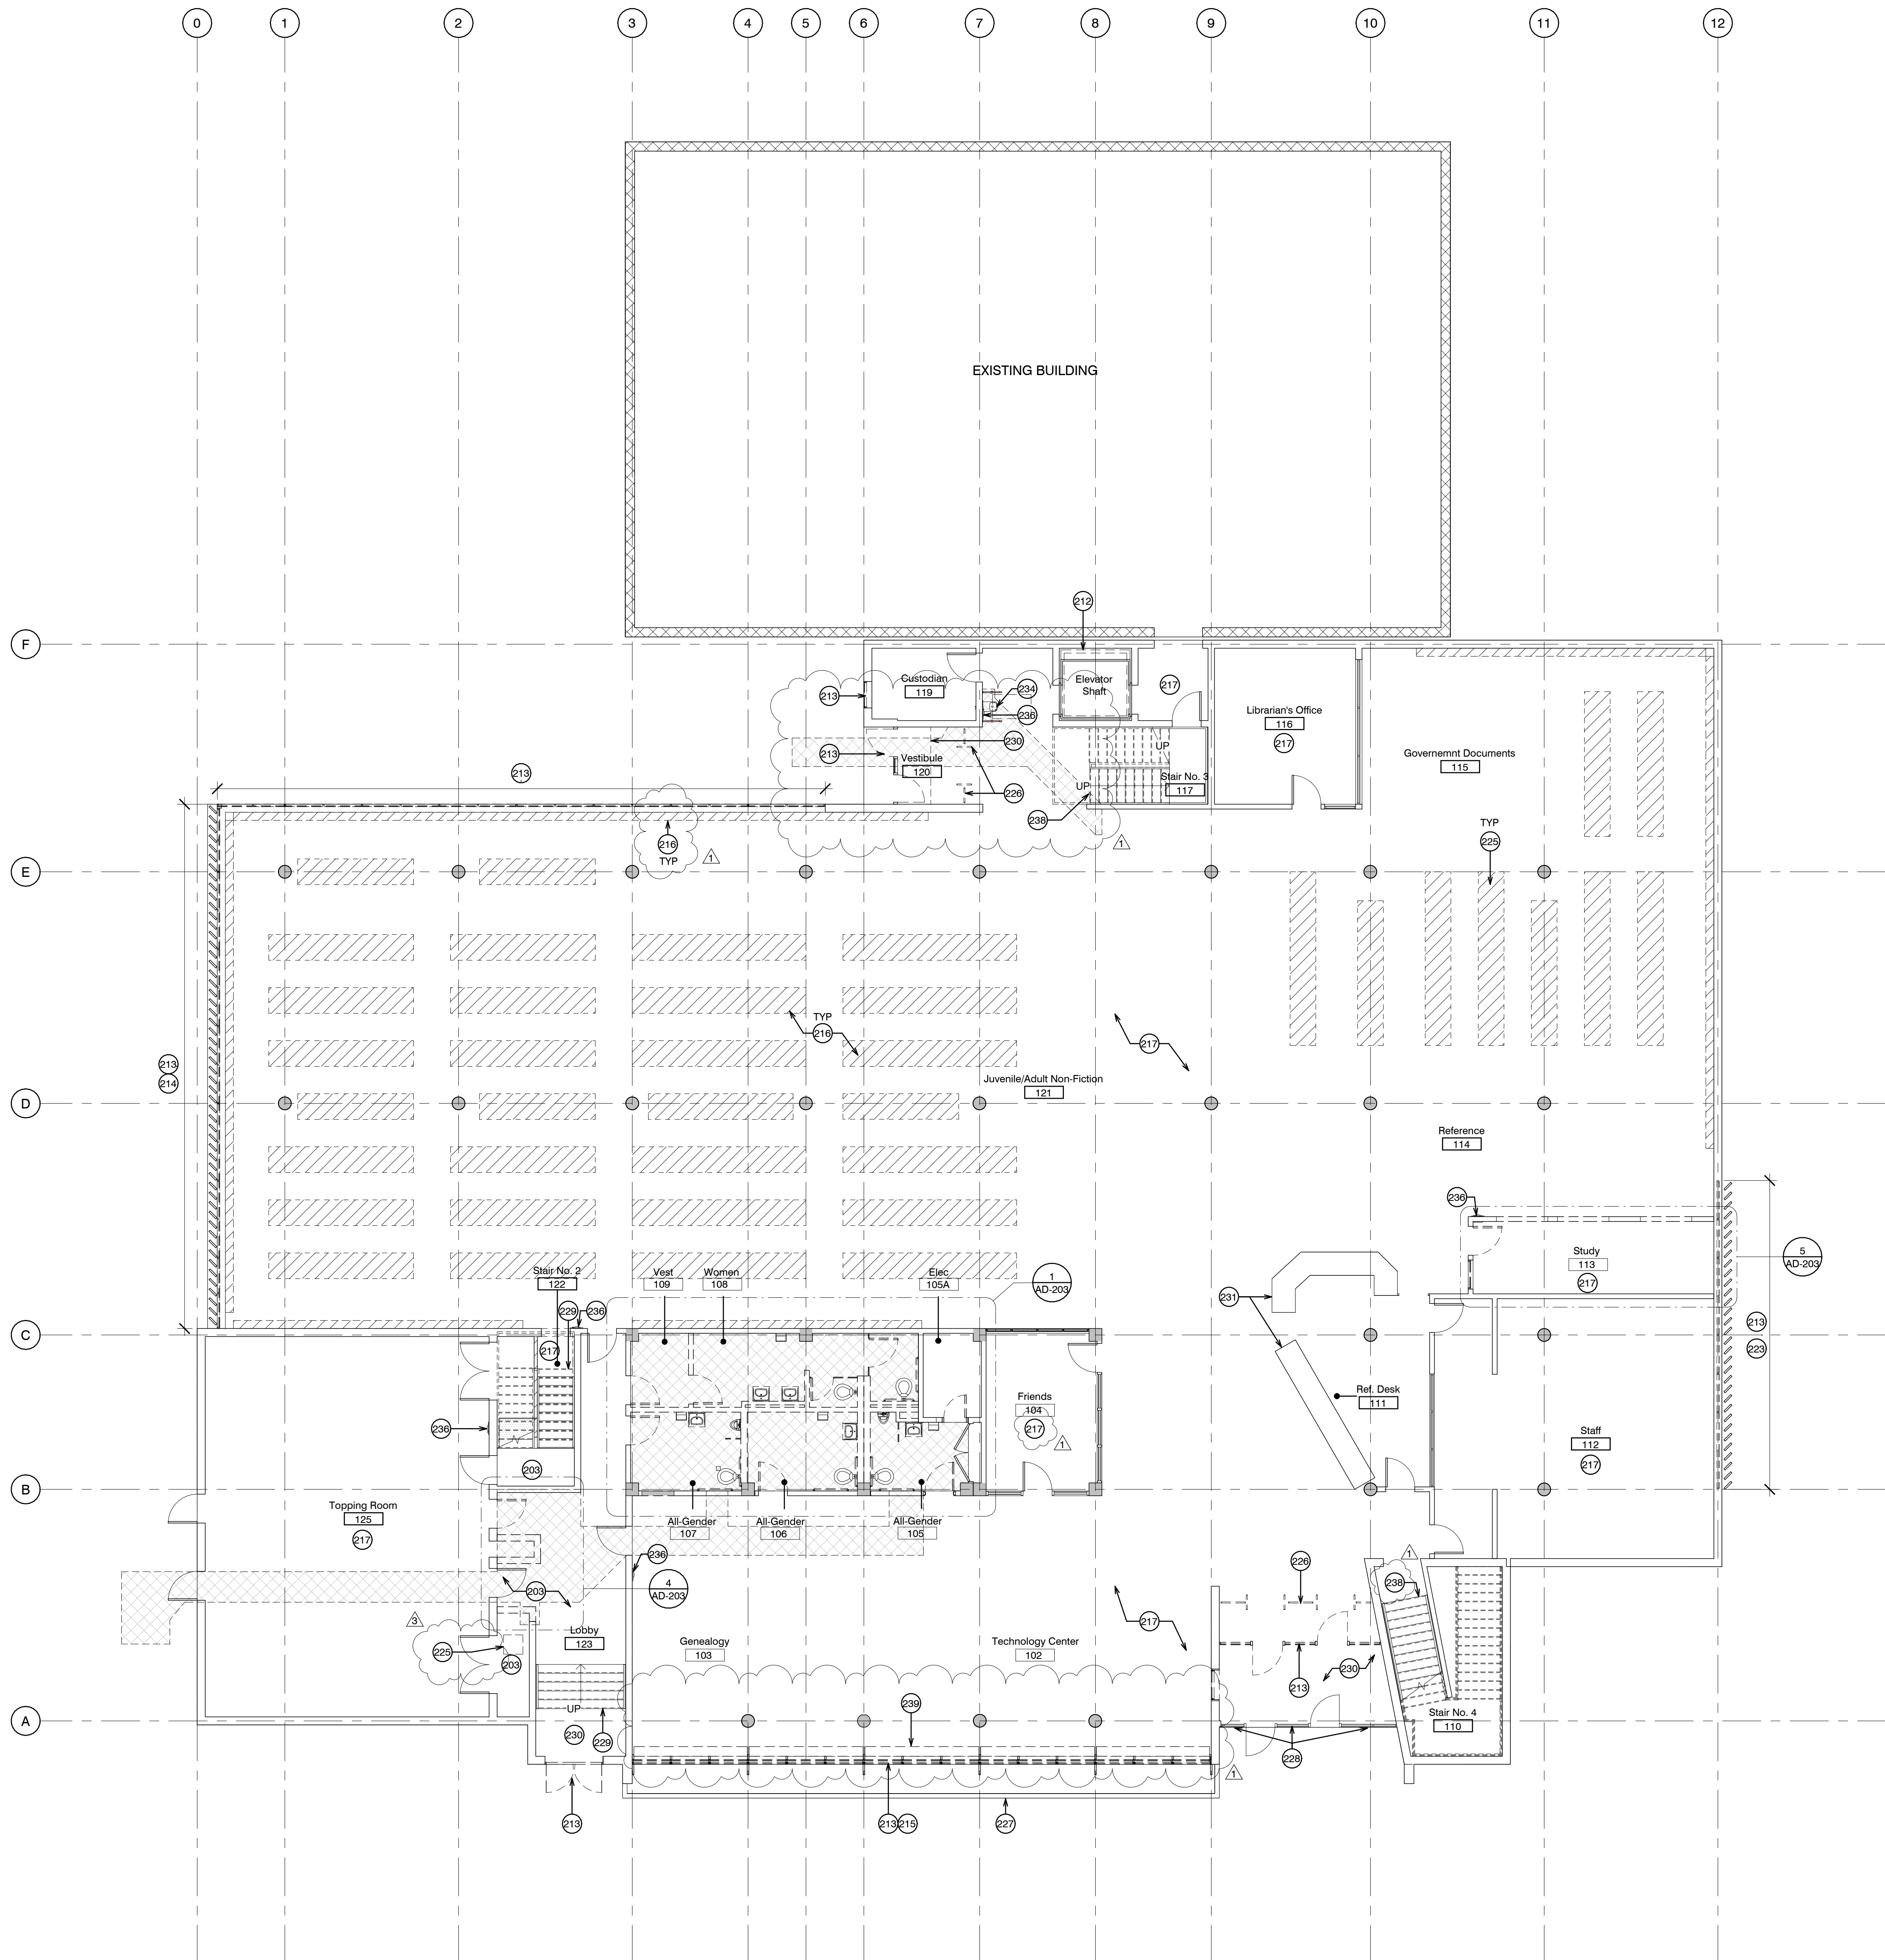 0 1 2 3 4 5 6 7 8 9 10 11 12
EXISTING BUILDING
212
F
Custodian
119
213
234
236
Elevator
Shaft
217
Librarian's Office
116
217
230
213
Vestibule
120
UP
UP
Stair No. 3
117
226
238
1
Governemnt Documents
115
213
216
TYP
1
TYP
225
E
TYP
216
217
213
214
Juvenile/Adult Non-Fiction
121
D
Reference
114
236
Study
113
217
5
AD-203
Stair No. 2
122
229
236
217
Vest
109
Women
108
Elec
105A
1
AD-203
231
C
213
223
236
Friends
104
217
1
Ref. Desk
111
Staff
112
217
203
B
Topping Room
125
217
All-Gender
107
All-Gender
106
All-Gender
105
236
203
4
AD-203
226
1
238
3
225
203
Lobby
123
Genealogy
103
Technology Center
102
217
230
213
UP
230
229
239
Stair No. 4
110
A
228
1
213
213
215
227